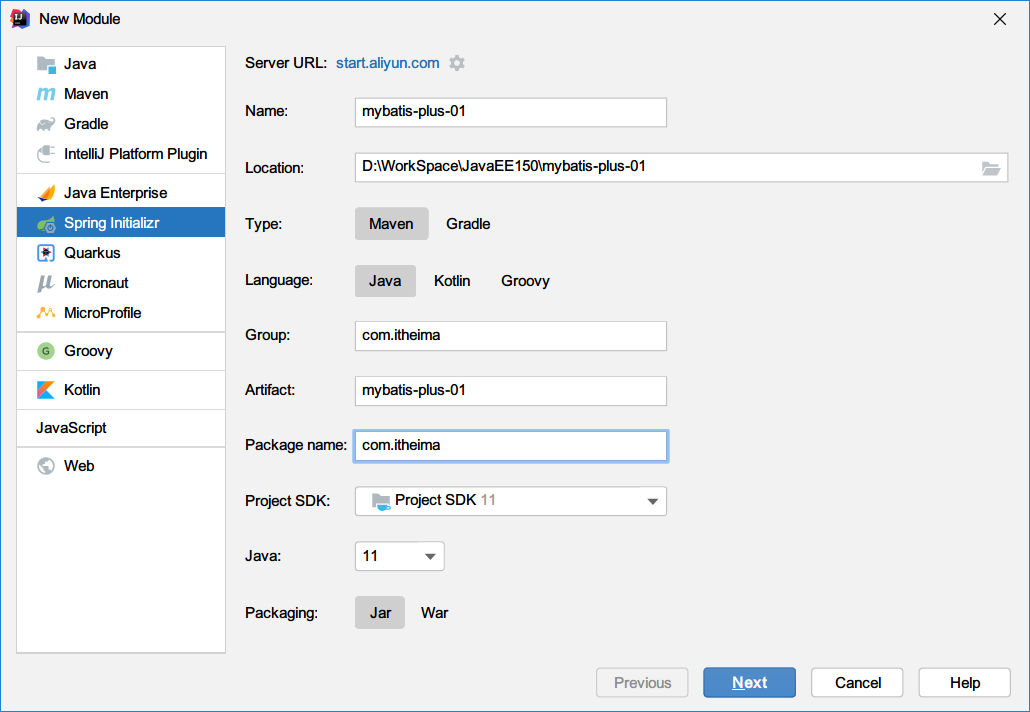 New Module
Java
Maven
Gradle
IntelliJ Platform Plugin
Java Enterprise
Spring Initializr
Quarkus
Micronaut
MicroProfile
Groovy
Kotlin
JavaScript
Web
Server URL: start.aliyun.com
Name: mybatis-plus-01
Location: D:\WorkSpace\JavaEE150\mybatis-plus-01
Type: Maven Gradle
Language: Java Kotlin Groovy
Group: com.itheima
Artifact: mybatis-plus-01
Package name: com.itheima
Project SDK: Project SDK 11
Java: 11
Packaging: Jar War
Previous Next Cancel Help